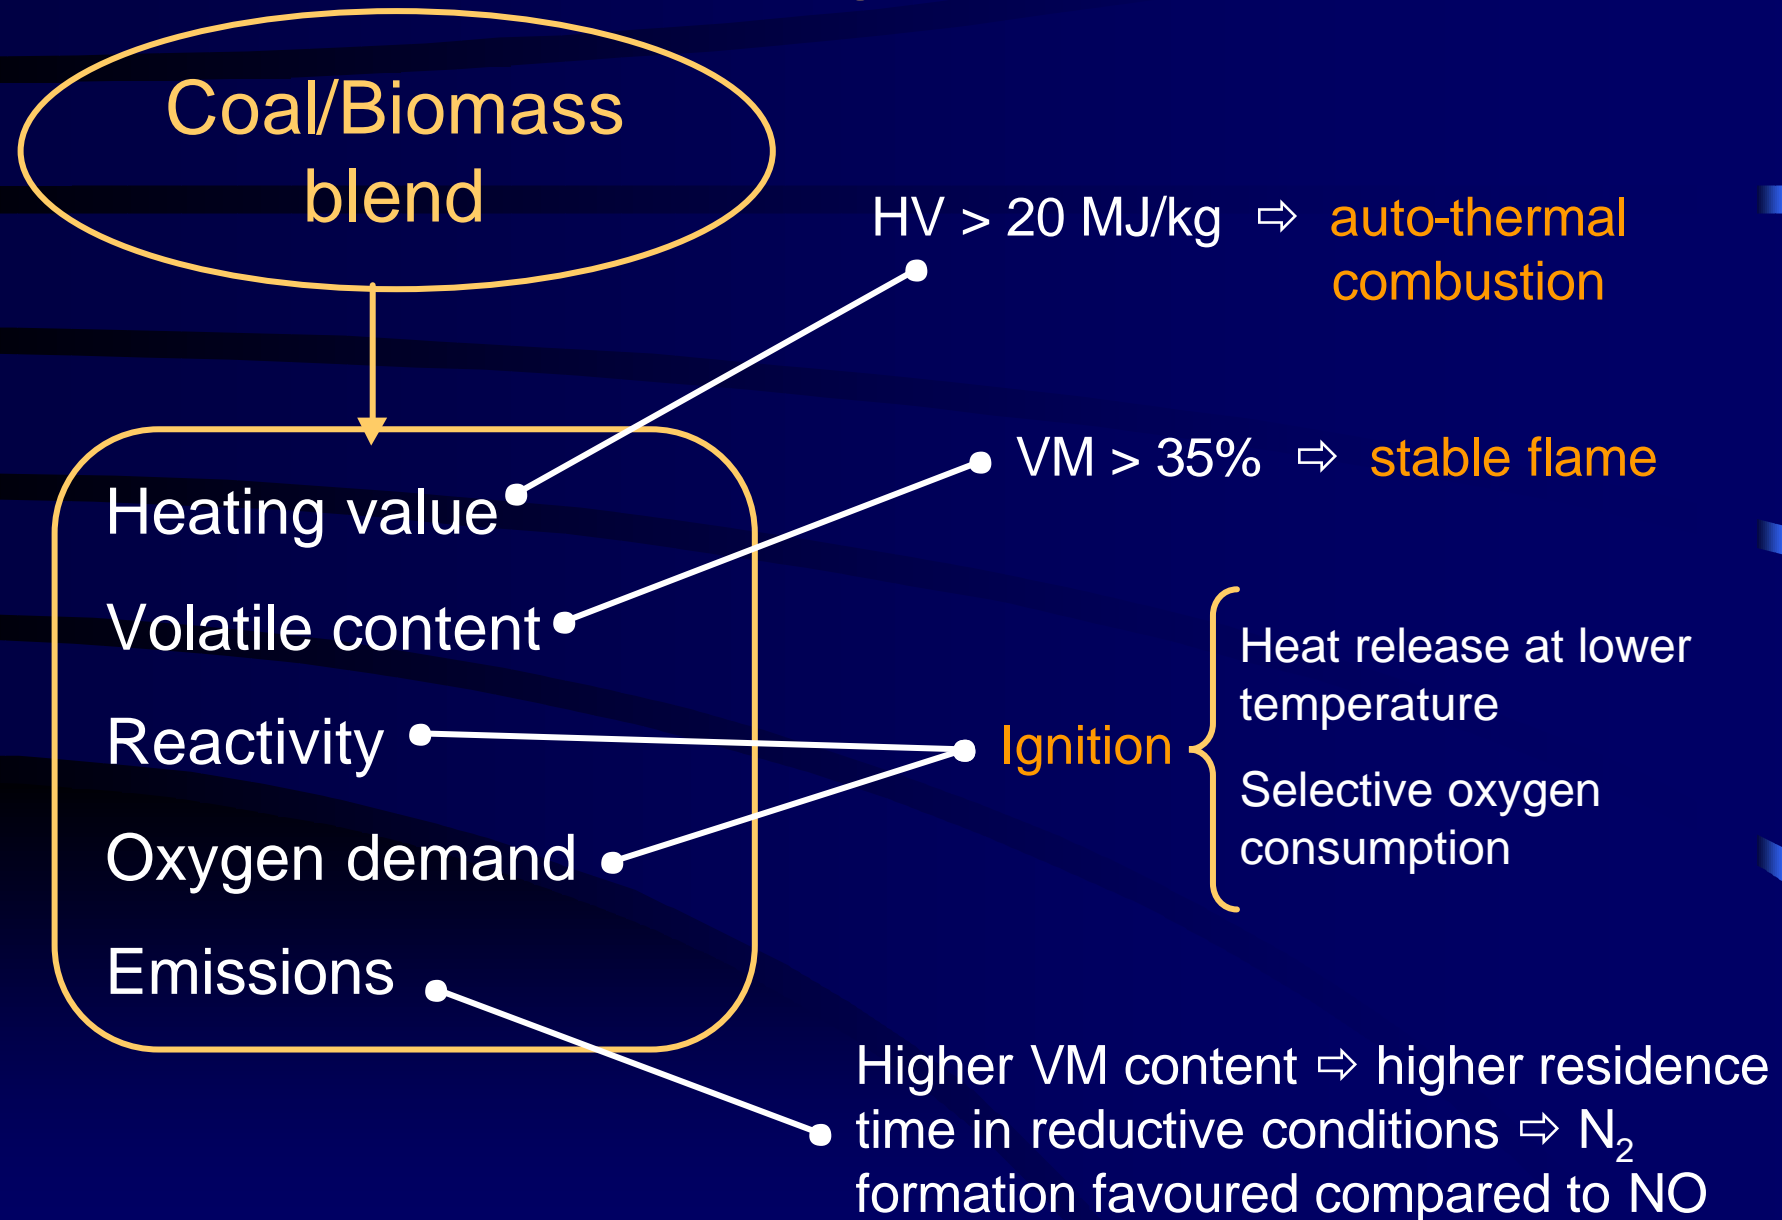 Coal/Biomass
blend
HV > 20 MJ/kg ⇨ auto-thermal
combustion
VM > 35% ⇨ stable flame
Heating value
Volatile content
Reactivity
Oxygen demand
Emissions
Ignition
Heat release at lower
temperature
Selective oxygen
consumption
Higher VM content ⇨ higher residence
time in reductive conditions ⇨ N₂
formation favoured compared to NO